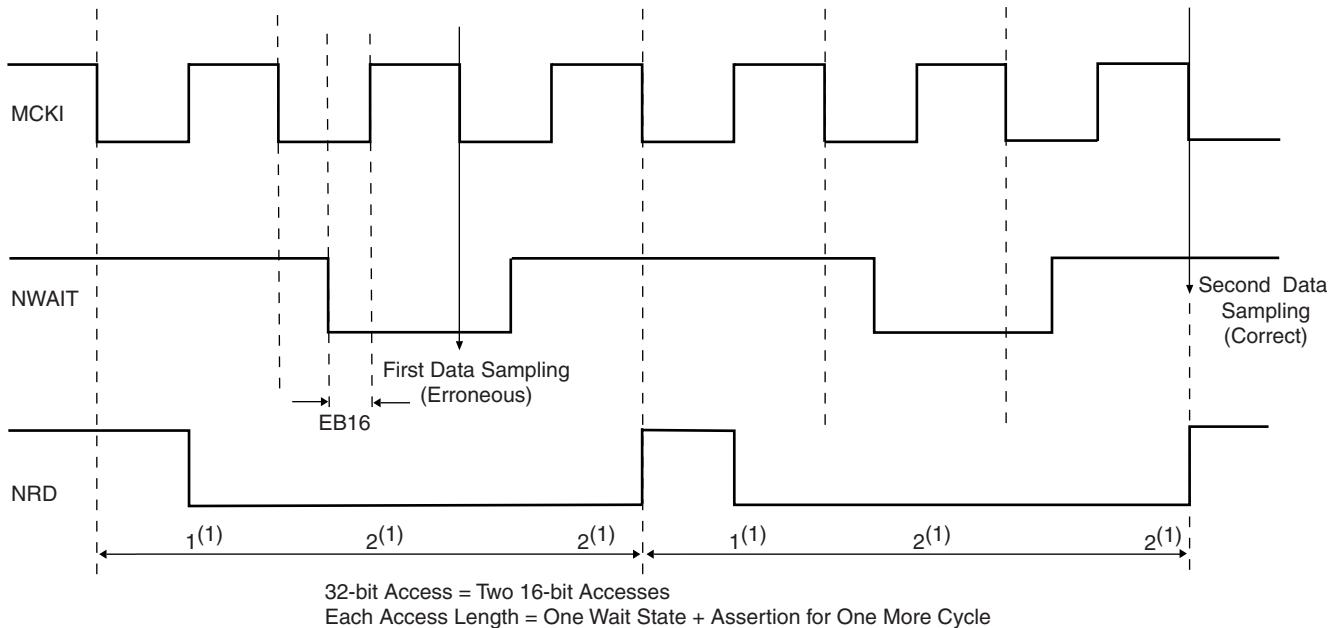 MCKI
NWAIT
Second Data
Sampling
(Correct)
First Data Sampling
(Erroneous)
EB16
NRD
1(1) 2(1) 2(1) 1(1) 2(1) 2(1)
32-bit Access = Two 16-bit Accesses
Each Access Length = One Wait State + Assertion for One More Cycle